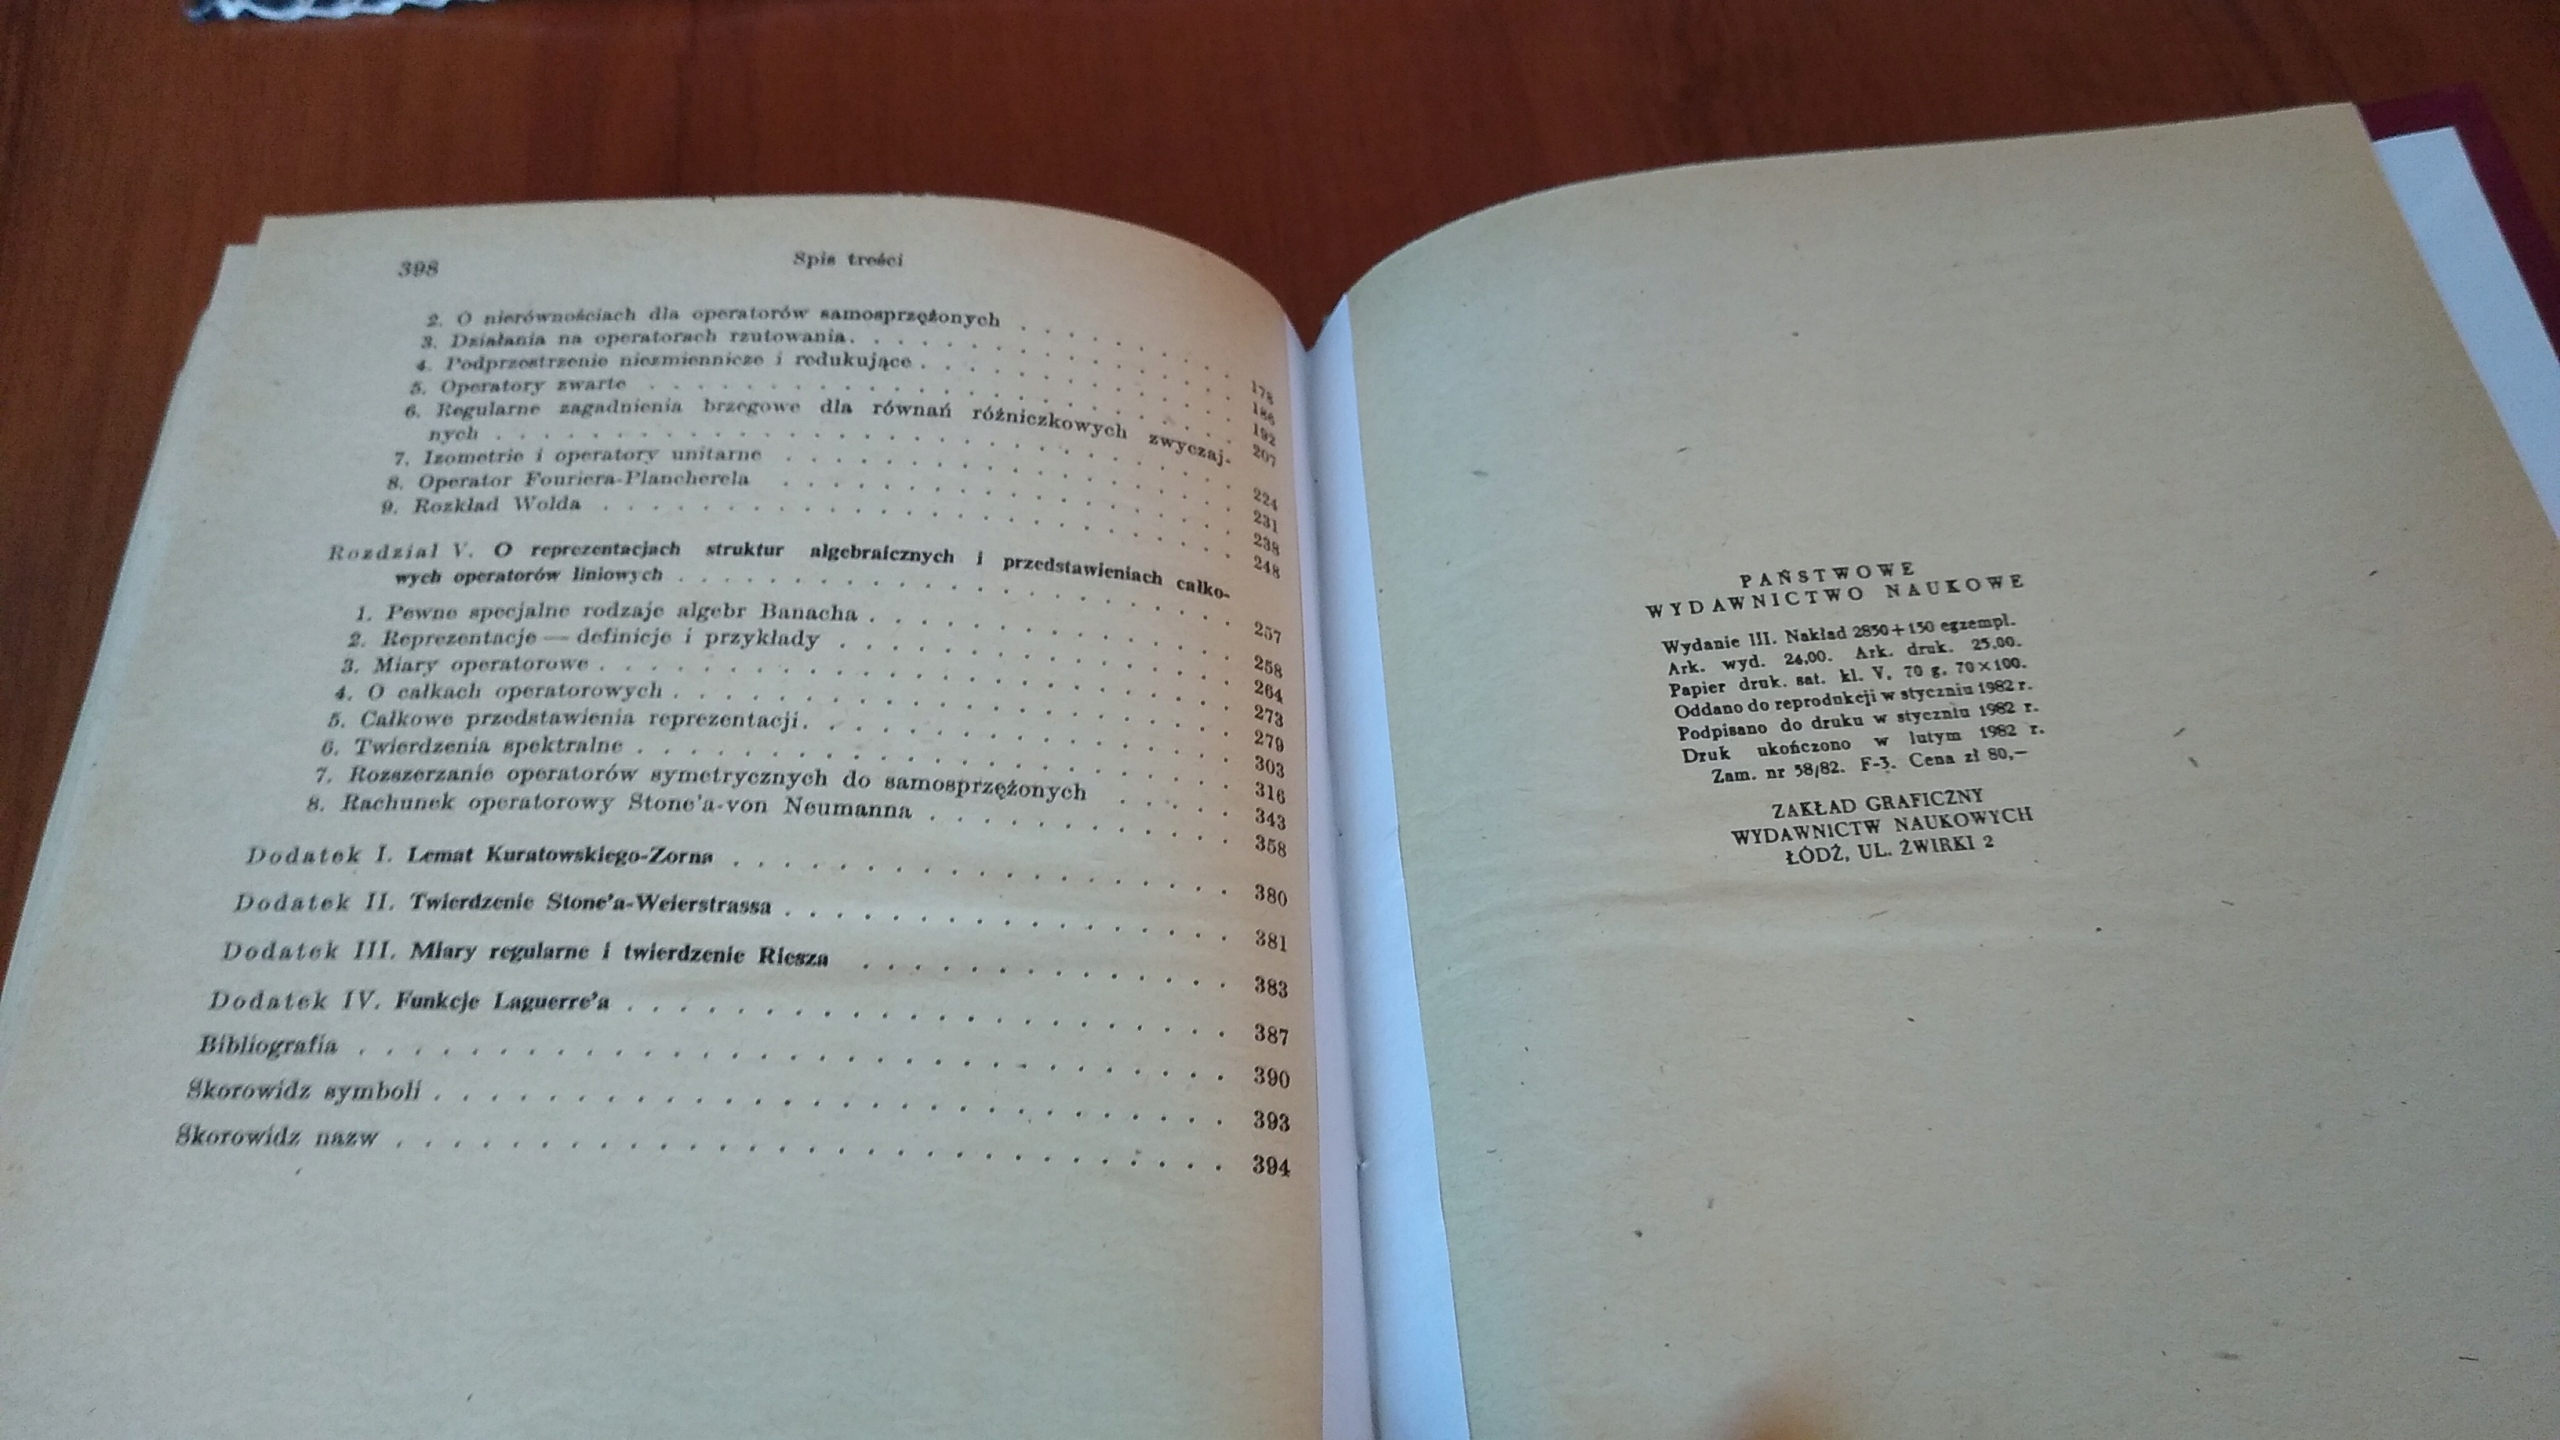 398 Spis treści
2. O nierównościach dla operatorów samosprzężonych . . . . . . . . 178
3. Działania na operatorach rzutowania. . . . . . . . . . . . . . 186
4. Podprzestrzenie niezmiennicze i redukujące . . . . . . . . . . . 192
5. Operatory zwarte . . . . . . . . . . . . . . . . . . . . 207
6. Regularne zagadnienia brzegowe dla równań różniczkowych zwyczaj-
nych . . . . . . . . . . . . . . . . . . . . . . . . 224
7. Izometrie i operatory unitarne . . . . . . . . . . . . . . . . 231
8. Operator Fouriera-Plancherela . . . . . . . . . . . . . . . . 238
9. Rozkład Wolda . . . . . . . . . . . . . . . . . . . . . 248
Rozdział V. O reprezentacjach struktur algebraicznych i przedstawieniach całko-
wych operatorów liniowych . . . . . . . . . . . . . . . . . . 257
1. Pewne specjalne rodzaje algebr Banacha . . . . . . . . . . . . . 258
2. Reprezentacje — definicje i przykłady . . . . . . . . . . . . . . 264
3. Miary operatorowe . . . . . . . . . . . . . . . . . . . . . 273
4. O całkach operatorowych . . . . . . . . . . . . . . . . . . . 279
5. Całkowe przedstawienia reprezentacji. . . . . . . . . . . . . . . 303
6. Twierdzenia spektralne . . . . . . . . . . . . . . . . . . . . 316
7. Rozszerzanie operatorów symetrycznych do samosprzężonych . . . . . 343
8. Rachunek operatorowy Stone'a-von Neumanna . . . . . . . . . . . 358
Dodatek I. Lemat Kuratowskiego-Zorna . . . . . . . . . . . . . . . . . 380
Dodatek II. Twierdzenie Stone'a-Weierstrassa . . . . . . . . . . . . . . . 381
Dodatek III. Miary regularne i twierdzenie Riesza . . . . . . . . . . . . . 383
Dodatek IV. Funkcje Laguerre'a . . . . . . . . . . . . . . . . . . . . . 387
Bibliografia . . . . . . . . . . . . . . . . . . . . . . . . . . . . . . 390
Skorowidz symboli . . . . . . . . . . . . . . . . . . . . . . . . . . . . 393
Skorowidz nazw . . . . . . . . . . . . . . . . . . . . . . . . . . . . . 394
PAŃSTWOWE
WYDAWNICTWO NAUKOWE
Wydanie III. Nakład 2850+150 egzempl.
Ark. wyd. 24,00. Ark. druk. 25,00.
Papier druk. sat. kl. V, 70 g, 70×100.
Oddano do reprodukcji w styczniu 1982 r.
Podpisano do druku w styczniu 1982 r.
Druk ukończono w lutym 1982 r.
Zam. nr 58/82. F-3. Cena zł 80,—
ZAKŁAD GRAFICZNY
WYDAWNICTW NAUKOWYCH
ŁÓDŹ, UL. ŻWIRKI 2